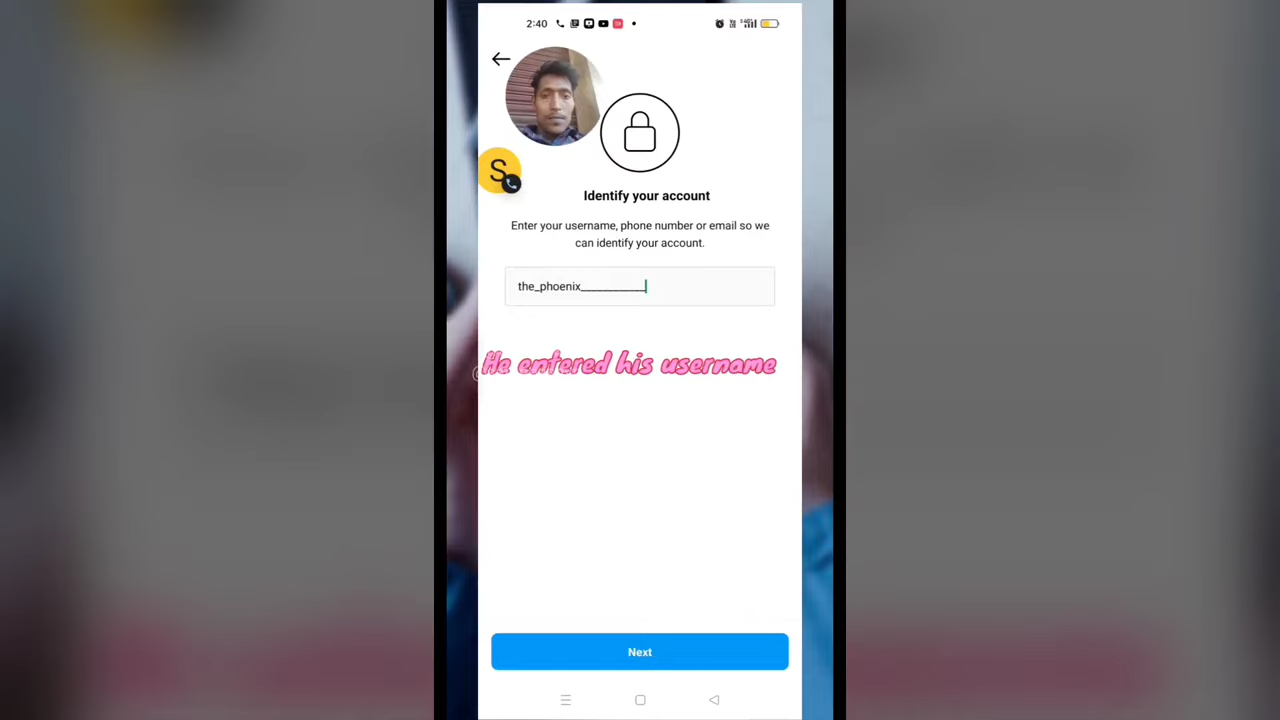 2:40
S
Identify your account
Enter your username, phone number or email so we
can identify your account.
the_phoenix____________
He entered his username
Next